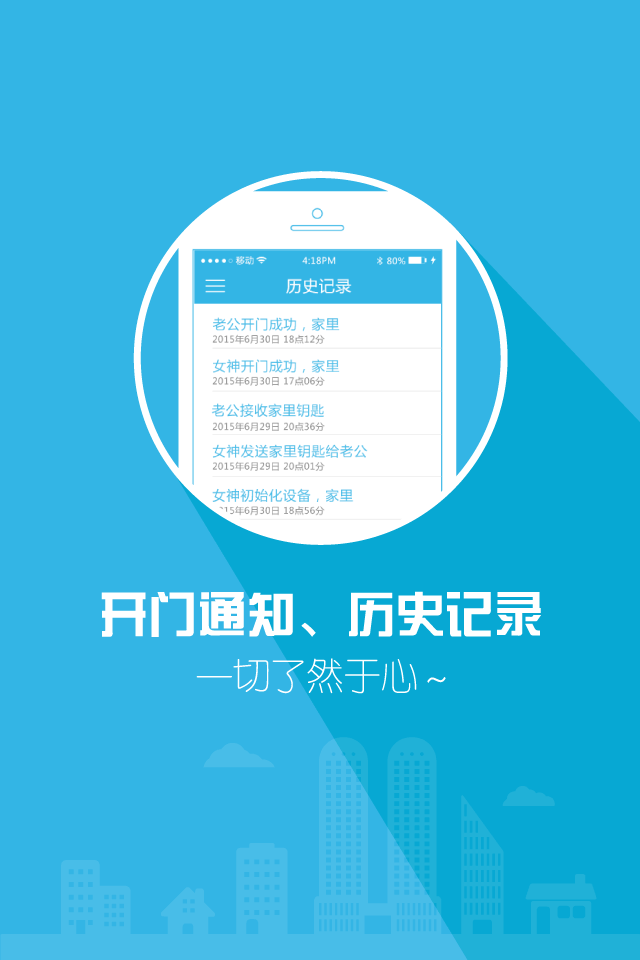 移动 4:18PM 80%
历史记录
老公开门成功，家里
2015年6月30日 18点12分
女神开门成功，家里
2015年6月30日 17点06分
老公接收家里钥匙
2015年6月29日 20点36分
女神发送家里钥匙给老公
2015年6月29日 20点01分
女神初始化设备，家里
2015年6月30日 18点56分
开门通知、历史记录
一切了然于心~